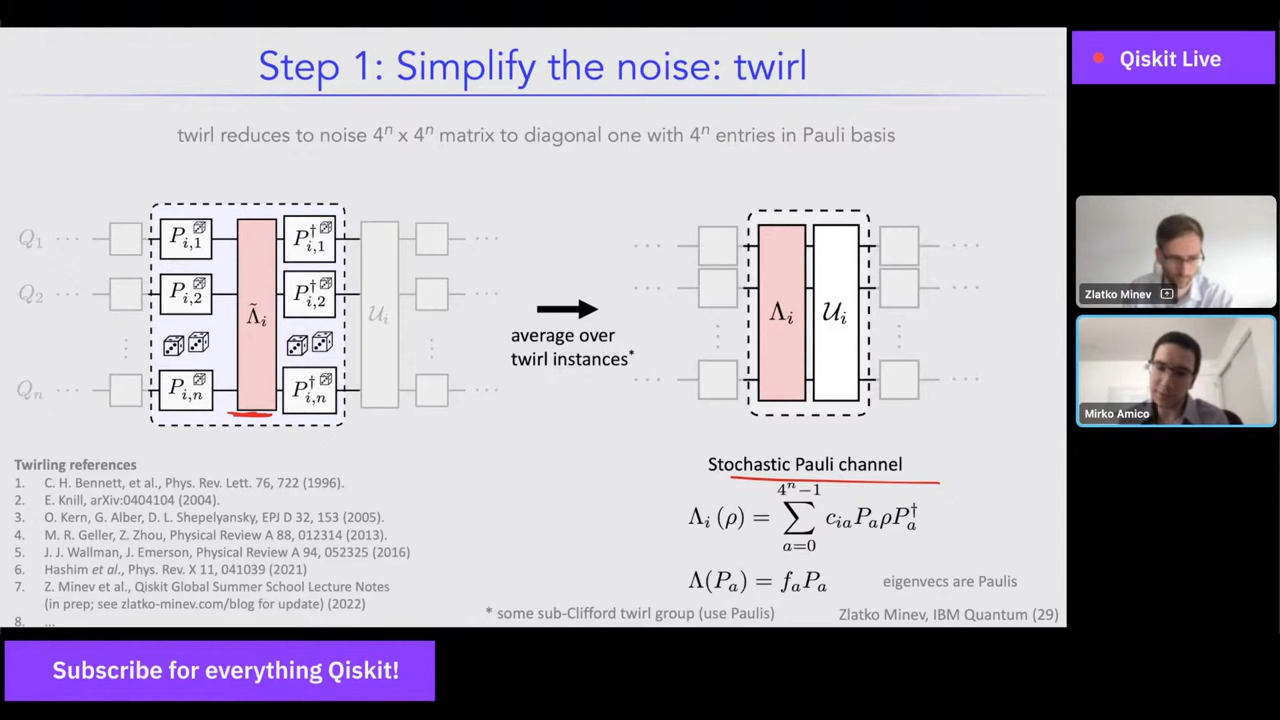 Step 1: Simplify the noise: twirl
twirl reduces to noise 4ⁿ x 4ⁿ matrix to diagonal one with 4ⁿ entries in Pauli basis
Q₁ ⋯ P_{i,1} P†_{i,1} ⋯
Q₂ ⋯ P_{i,2} Λ̃ᵢ P†_{i,2} 𝒰ᵢ ⋯
Qₙ ⋯ P_{i,n} P†_{i,n} ⋯
average over
twirl instances*
Λᵢ 𝒰ᵢ
Twirling references
1. C. H. Bennett, et al., Phys. Rev. Lett. 76, 722 (1996).
2. E. Knill, arXiv:0404104 (2004).
3. O. Kern, G. Alber, D. L. Shepelyansky, EPJ D 32, 153 (2005).
4. M. R. Geller, Z. Zhou, Physical Review A 88, 012314 (2013).
5. J. J. Wallman, J. Emerson, Physical Review A 94, 052325 (2016)
6. Hashim et al., Phys. Rev. X 11, 041039 (2021)
7. Z. Minev et al., Qiskit Global Summer School Lecture Notes
(in prep; see zlatko-minev.com/blog for update) (2022)
8. ...
Stochastic Pauli channel
Λᵢ (ρ) = ∑_{a=0}^{4ⁿ−1} c_{ia} P_a ρ P_a†
Λ(P_a) = f_a P_a
eigenvecs are Paulis
* some sub-Clifford twirl group (use Paulis)
Zlatko Minev, IBM Quantum (29)
Qiskit Live
Zlatko Minev
Mirko Amico
Subscribe for everything Qiskit!